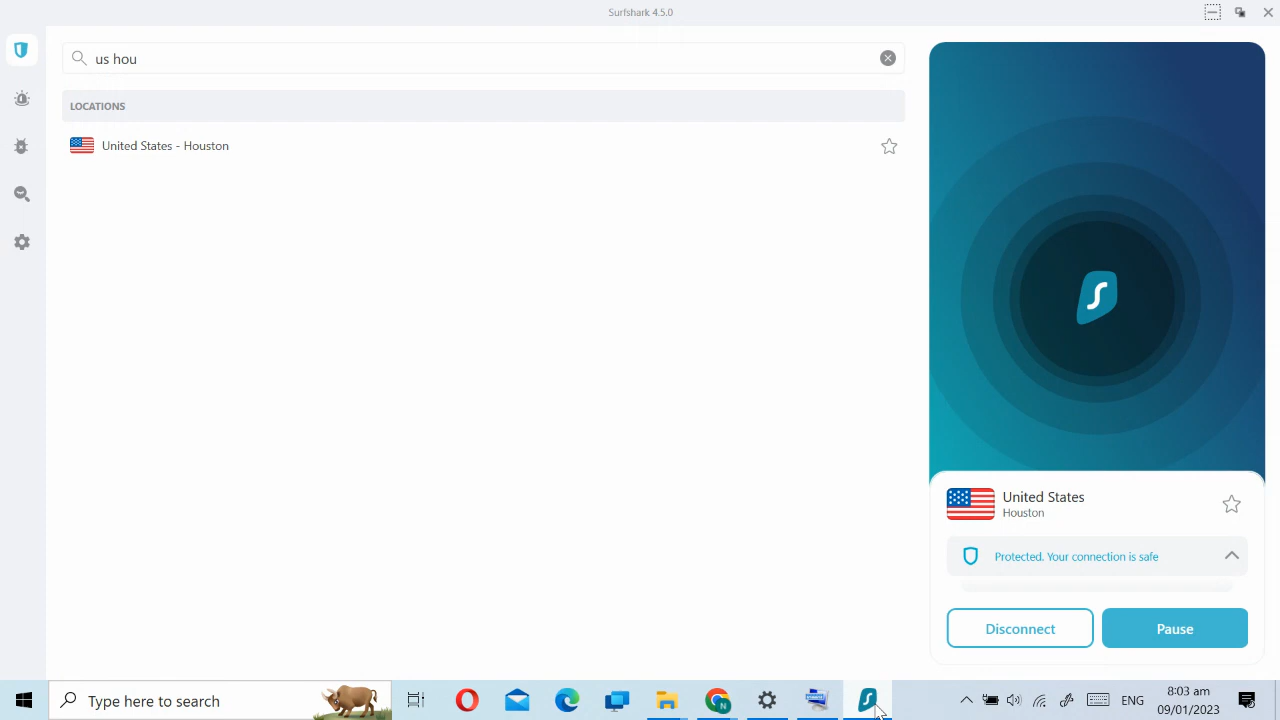 Surfshark 4.5.0
us hou
LOCATIONS
United States - Houston
United States
Houston
Protected. Your connection is safe
Disconnect
Pause
Type here to search
N
ENG
8:03 am
09/01/2023